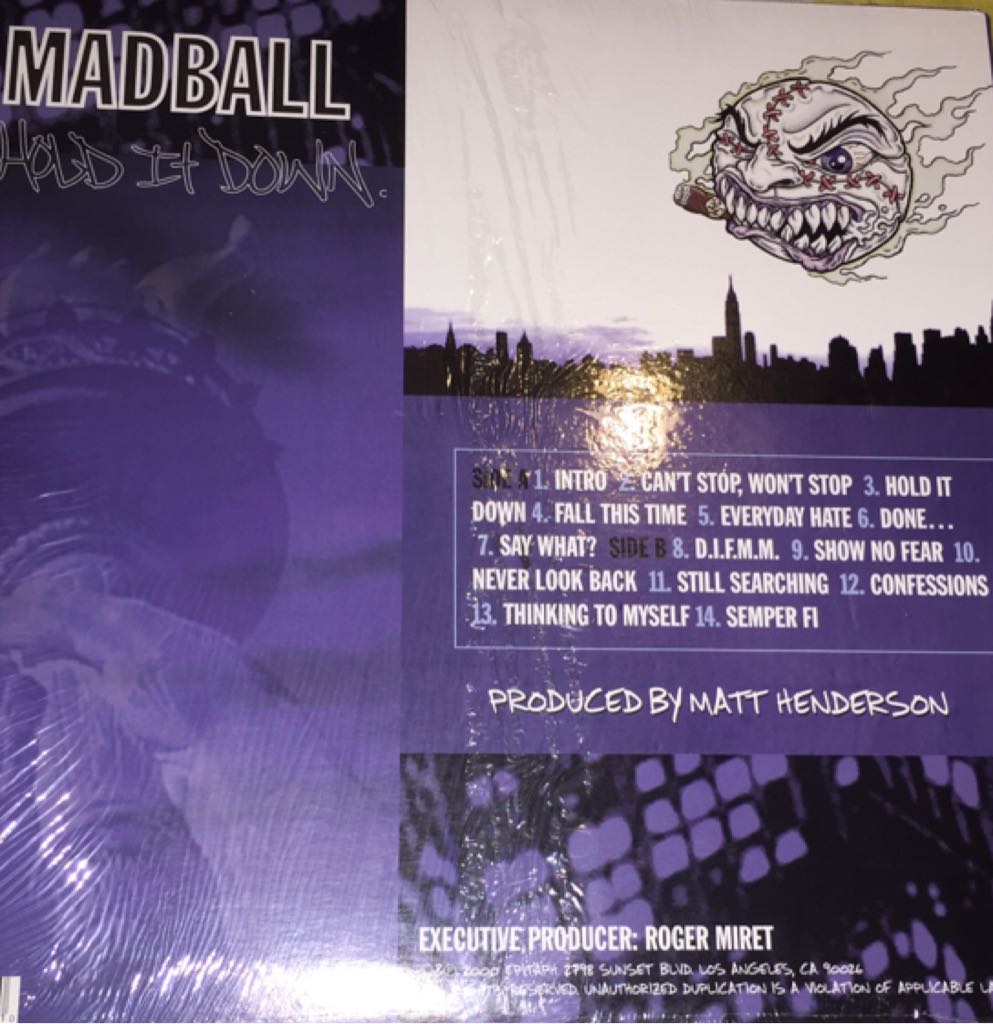 MADBALL
HOLD IT DOWN.
SIDE A 1. INTRO 2. CAN'T STOP, WON'T STOP 3. HOLD IT
DOWN 4. FALL THIS TIME 5. EVERYDAY HATE 6. DONE...
7. SAY WHAT? SIDE B 8. D.I.F.M.M. 9. SHOW NO FEAR 10.
NEVER LOOK BACK 11. STILL SEARCHING 12. CONFESSIONS
13. THINKING TO MYSELF 14. SEMPER FI
PRODUCED BY MATT HENDERSON
EXECUTIVE PRODUCER: ROGER MIRET
2000 EPITAPH. 2798 SUNSET BLVD. LOS ANGELES, CA 90026
RESERVED. UNAUTHORIZED DUPLICATION IS A VIOLATION OF APPLICABLE LA